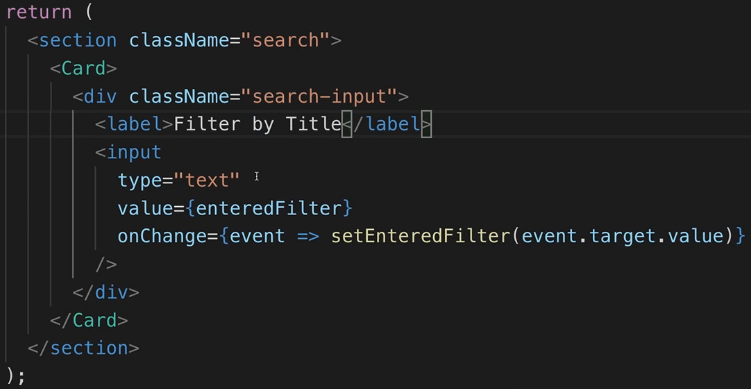 return (
<section className="search">
<Card>
<div className="search-input">
<label>Filter by Title</label>
<input
type="text"
value={enteredFilter}
onChange={event => setEnteredFilter(event.target.value)}
/>
</div>
</Card>
</section>
);